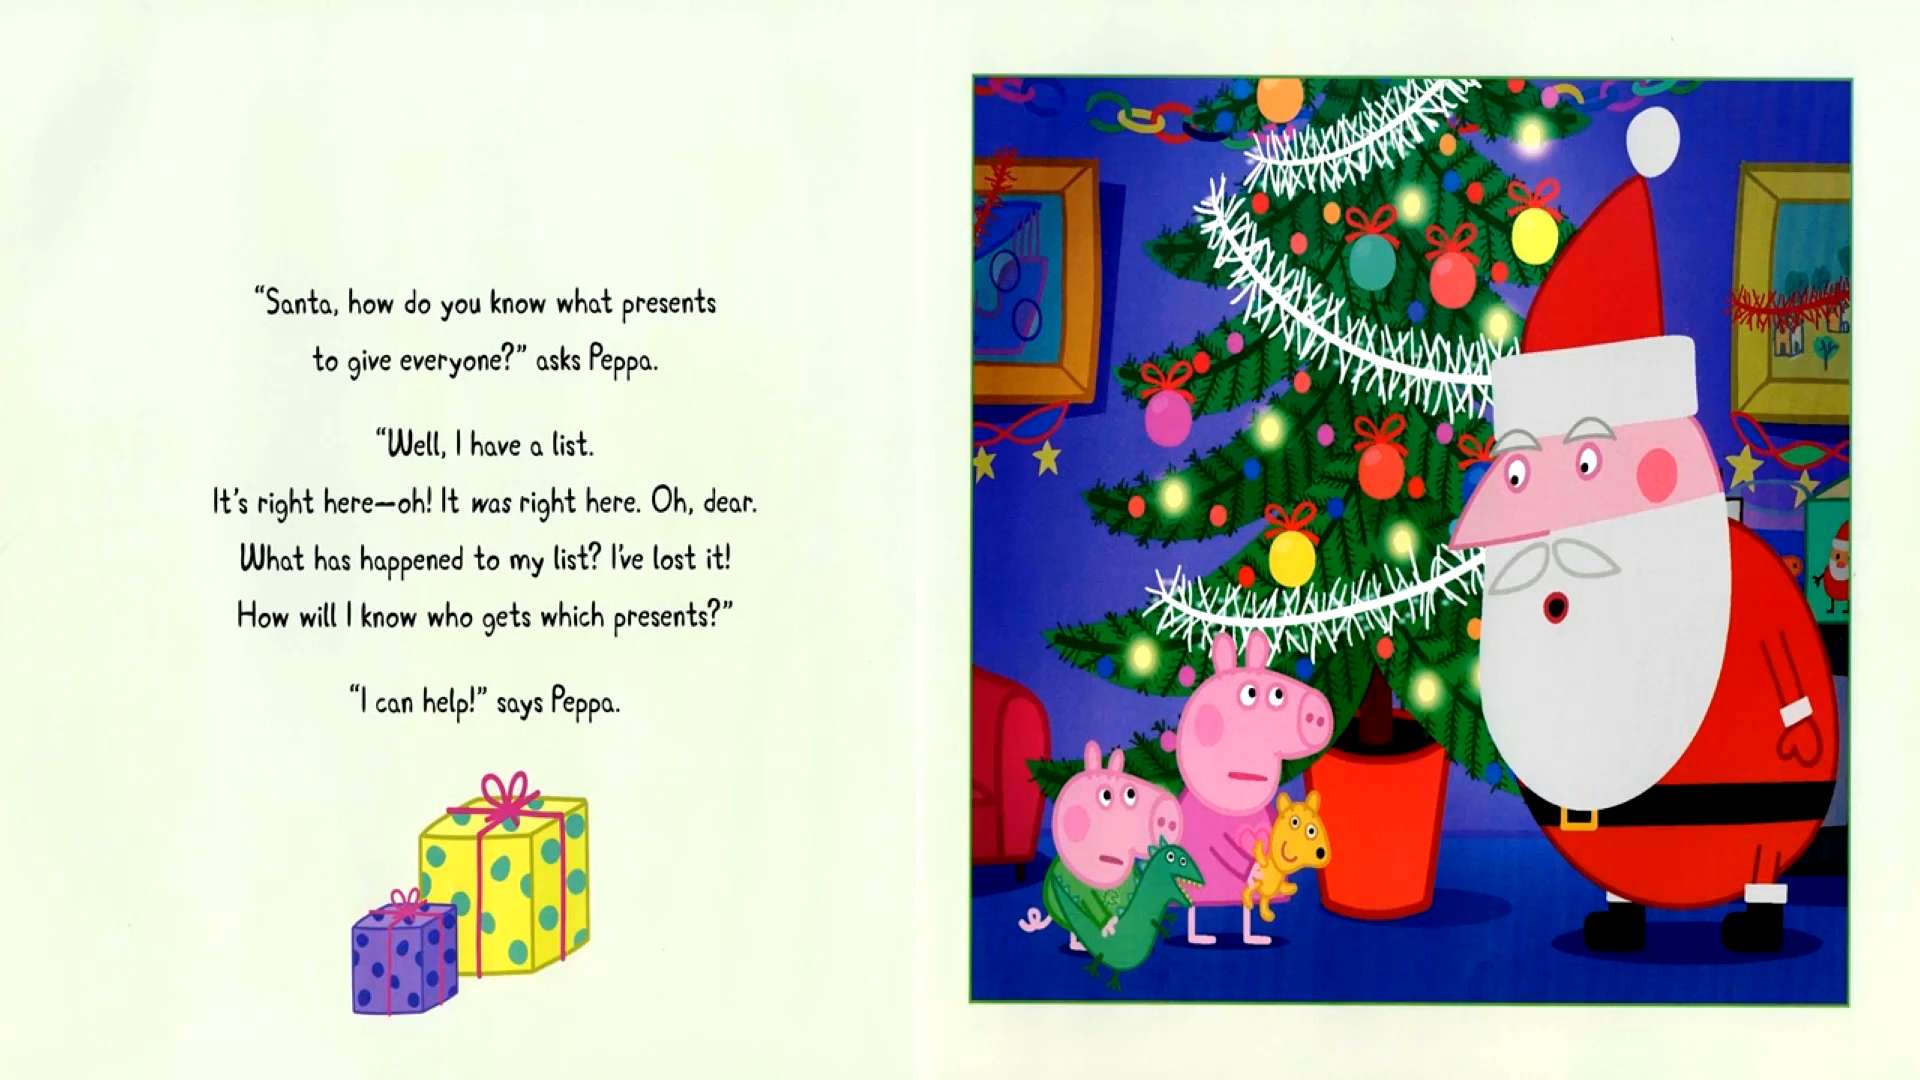 “Santa, how do you know what presents
to give everyone?” asks Peppa.
“Well, I have a list.
It’s right here—oh! It was right here. Oh, dear.
What has happened to my list? I’ve lost it!
How will I know who gets which presents?”
“I can help!” says Peppa.